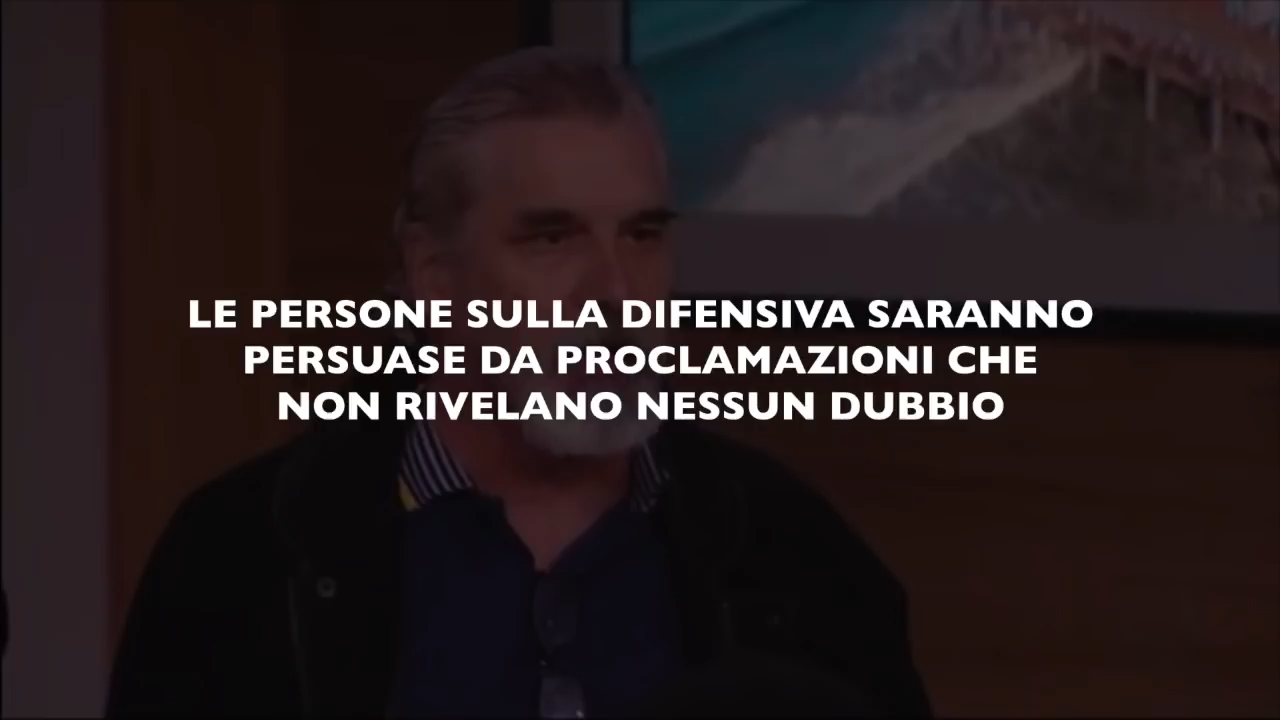 LE PERSONE SULLA DIFENSIVA SARANNO
PERSUASE DA PROCLAMAZIONI CHE
NON RIVELANO NESSUN DUBBIO